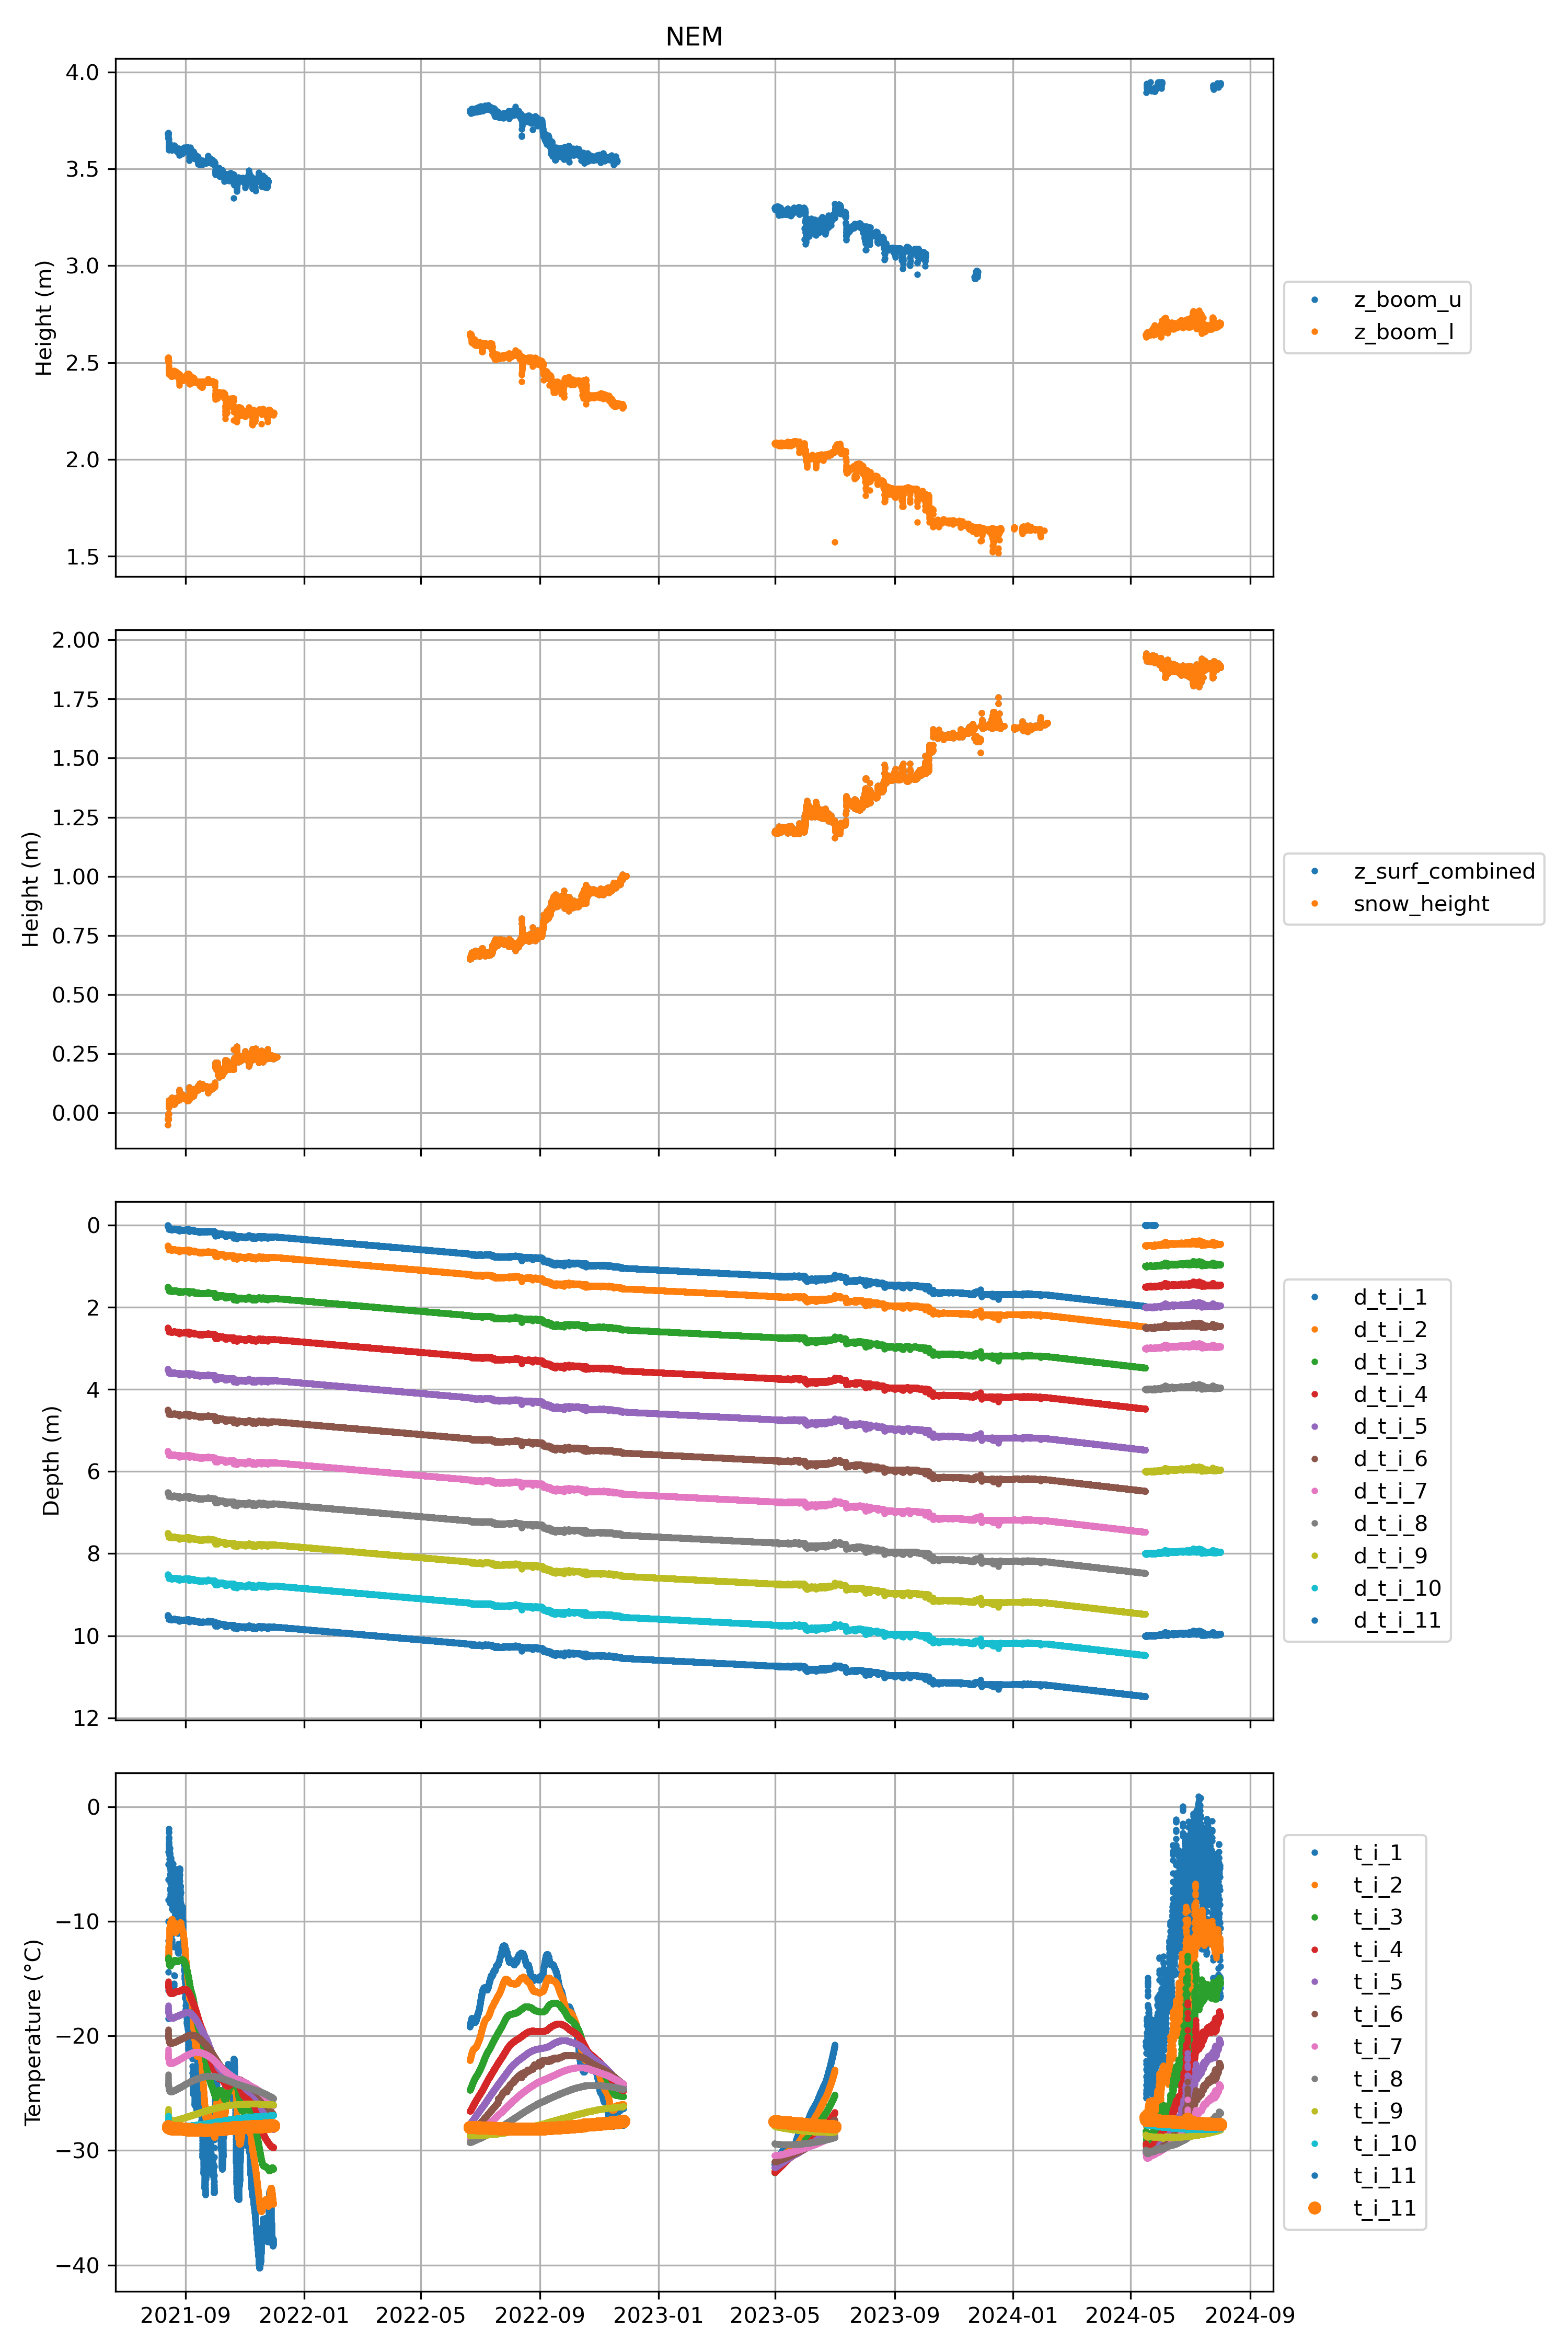 NEM
4.0
3.5
3.0
2.5
2.0
1.5
Height (m)
z_boom_u
z_boom_l
2.00
1.75
1.50
1.25
1.00
0.75
0.50
0.25
0.00
Height (m)
z_surf_combined
snow_height
0
2
4
6
8
10
12
Depth (m)
d_t_i_1
d_t_i_2
d_t_i_3
d_t_i_4
d_t_i_5
d_t_i_6
d_t_i_7
d_t_i_8
d_t_i_9
d_t_i_10
d_t_i_11
0
−10
−20
−30
−40
Temperature (°C)
t_i_1
t_i_2
t_i_3
t_i_4
t_i_5
t_i_6
t_i_7
t_i_8
t_i_9
t_i_10
t_i_11
t_i_11
2021-09 2022-01 2022-05 2022-09 2023-01 2023-05 2023-09 2024-01 2024-05 2024-09